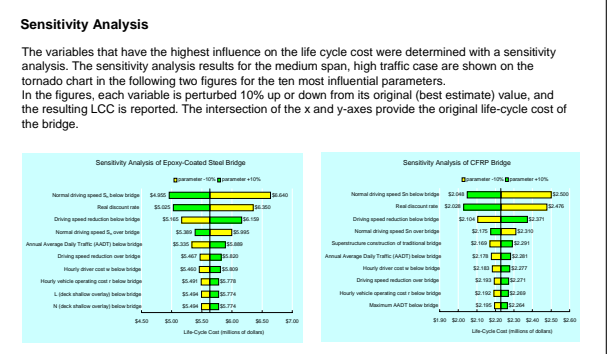 Sensitivity Analysis
The variables that have the highest influence on the life cycle cost were determined with a sensitivity
analysis. The sensitivity analysis results for the medium span, high traffic case are shown on the
tornado chart in the following two figures for the ten most influential parameters.
In the figures, each variable is perturbed 10% up or down from its original (best estimate) value, and
the resulting LCC is reported. The intersection of the x and y-axes provide the original life-cycle cost of
the bridge.
Sensitivity Analysis of Epoxy-Coated Steel Bridge
parameter -10% parameter +10%
Normal driving speed Sn below bridge $4.955 $6.640
Real discount rate $5.025 $6.350
Driving speed reduction below bridge $5.165 $6.159
Normal driving speed Sn over bridge $5.389 $5.995
Annual Average Daily Traffic (AADT) below bridge $5.335 $5.889
Driving speed reduction over bridge $5.467 $5.820
Hourly driver cost w below bridge $5.460 $5.809
Hourly vehicle operating cost r below bridge $5.491 $5.778
L (deck shallow overlay) below bridge $5.494 $5.774
N (deck shallow overlay) below bridge $5.494 $5.774
$4.50 $5.00 $5.50 $6.00 $6.50 $7.00
Life-Cycle Cost (millions of dollars)
Sensitivity Analysis of CFRP Bridge
parameter -10% parameter +10%
Normal driving speed Sn below bridge $2.048 $2.500
Real discount rate $2.028 $2.476
Driving speed reduction below bridge $2.104 $2.371
Normal driving speed Sn over bridge $2.175 $2.310
Superstructure construction of traditional bridge $2.169 $2.291
Annual Average Daily Traffic (AADT) below bridge $2.178 $2.281
Hourly driver cost w below bridge $2.183 $2.277
Driving speed reduction over bridge $2.193 $2.271
Hourly vehicle operating cost r below bridge $2.192 $2.269
Maximum AADT below bridge $2.195 $2.264
$1.90 $2.00 $2.10 $2.20 $2.30 $2.40 $2.50 $2.60
Life-Cycle Cost (millions of dollars)